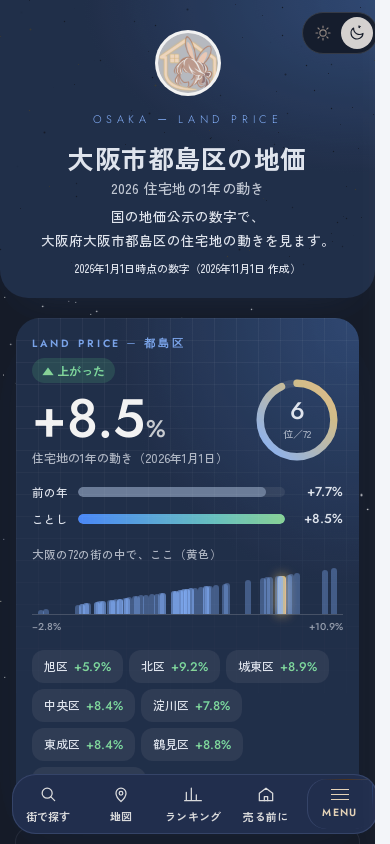 OSAKA — LAND PRICE
大阪市都島区の地価
2026 住宅地の1年の動き
国の地価公示の数字で、
大阪府大阪市都島区の住宅地の動きを見ます。
2026年1月1日時点の数字（2026年11月11日 作成）
LAND PRICE — 都島区
▲ 上がった
+8.5%
6
位／72
住宅地の1年の動き（2026年1月1日）
前の年 +7.7%
ことし +8.5%
大阪の72の街の中で、ここ（黄色）
−2.8% +10.9%
旭区 +5.9% 北区 +9.2% 城東区 +8.9%
中央区 +8.4% 淀川区 +7.8%
東成区 +8.4% 鶴見区 +8.8%
街で探す 地図 ランキング 売る前に MENU